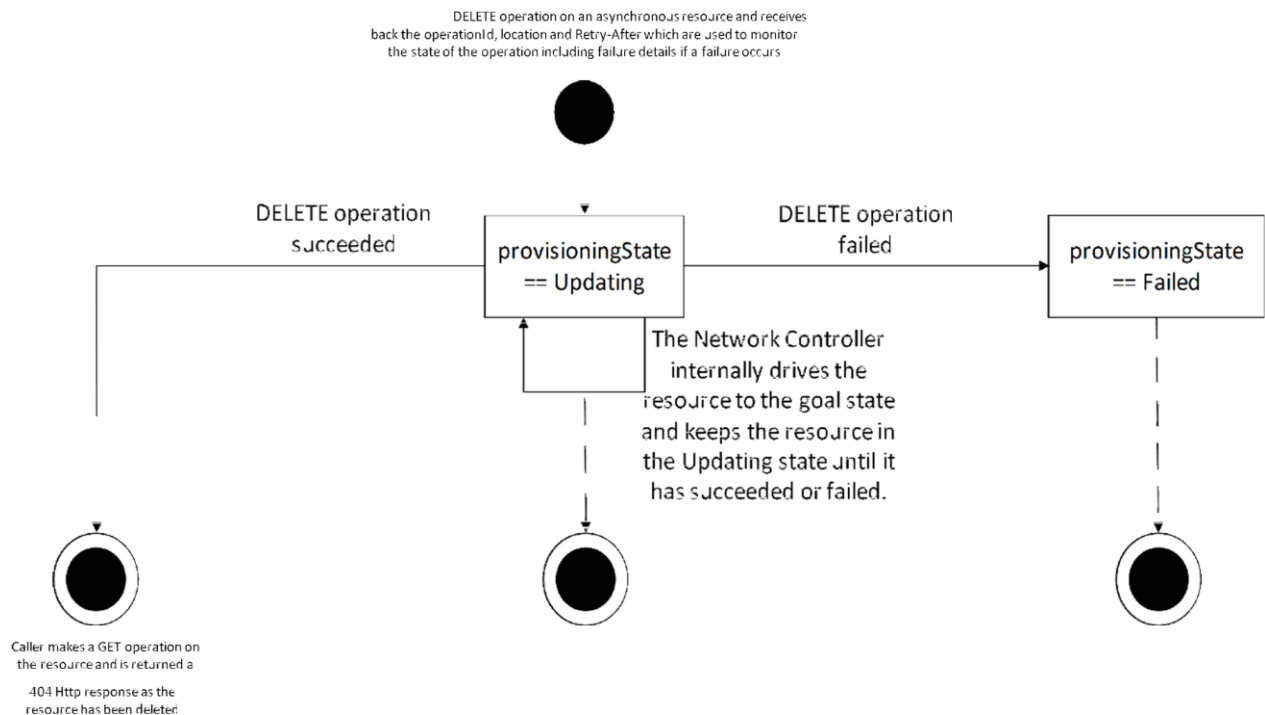 DELETE operation on an asynchronous resource and receives
back the operationId, location and Retry-After which are used to monitor
the state of the operation including failure details if a failure occurs
DELETE operation
succeeded
provisioningState
== Updating
DELETE operation
failed
provisioningState
== Failed
The Network Controller
internally drives the
resource to the goal state
and keeps the resource in
the Updating state until it
has succeeded or failed.
Caller makes a GET operation on
the resource and is returned a
404 Http response as the
resource has been deleted